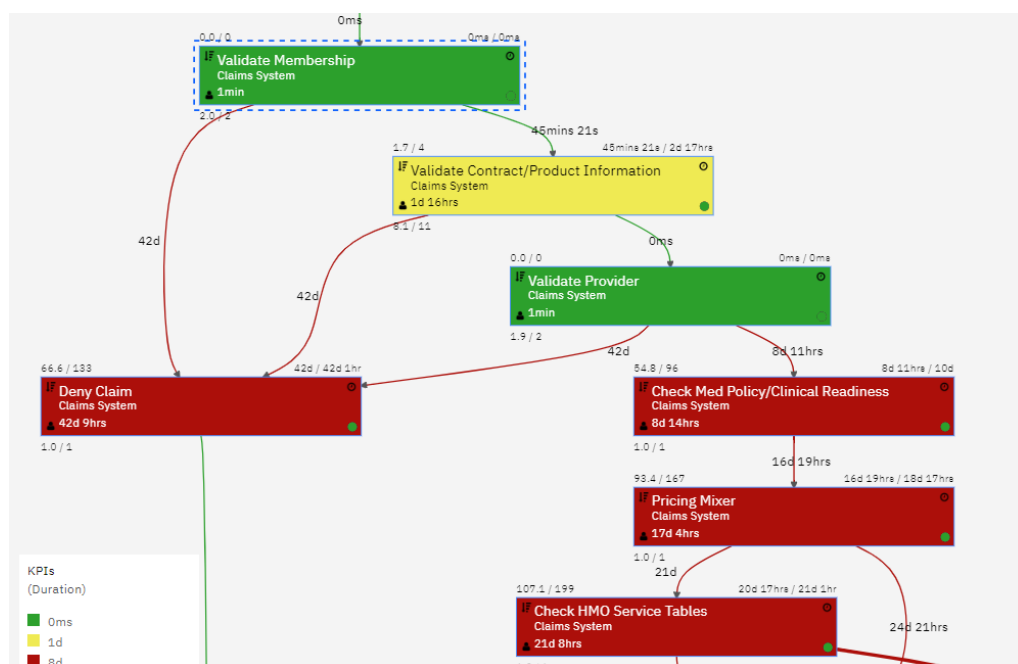 0ms
0.0 / 0 0ms / 0ms
Validate Membership
Claims System
1min
2.0 / 2
45mins 21s
1.7 / 4 45mins 21s / 2d 17hrs
Validate Contract/Product Information
Claims System
1d 16hrs
8.1 / 11
42d
0ms
0.0 / 0 0ms / 0ms
Validate Provider
Claims System
1min
1.9 / 2
42d
42d
8d 11hrs
66.6 / 133 42d / 42d 1hr
Deny Claim
Claims System
42d 9hrs
1.0 / 1
54.8 / 96 8d 11hrs / 10d
Check Med Policy/Clinical Readiness
Claims System
8d 14hrs
1.0 / 1
16d 19hrs
93.4 / 167 16d 19hrs / 18d 17hrs
Pricing Mixer
Claims System
17d 4hrs
1.0 / 1
21d
107.1 / 199 20d 17hrs / 21d 1hr
Check HMO Service Tables
Claims System
21d 8hrs
24d 21hrs
KPIs
(Duration)
0ms
1d
8d